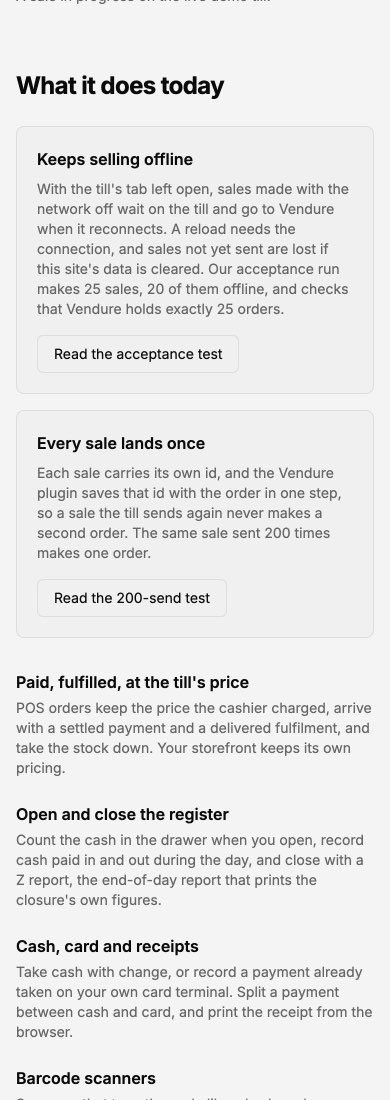 What it does today
Keeps selling offline
With the till's tab left open, sales made with the
network off wait on the till and go to Vendure
when it reconnects. A reload needs the
connection, and sales not yet sent are lost if
this site's data is cleared. Our acceptance run
makes 25 sales, 20 of them offline, and checks
that Vendure holds exactly 25 orders.
Read the acceptance test
Every sale lands once
Each sale carries its own id, and the Vendure
plugin saves that id with the order in one step,
so a sale the till sends again never makes a
second order. The same sale sent 200 times
makes one order.
Read the 200-send test
Paid, fulfilled, at the till's price
POS orders keep the price the cashier charged, arrive
with a settled payment and a delivered fulfilment, and
take the stock down. Your storefront keeps its own
pricing.
Open and close the register
Count the cash in the drawer when you open, record
cash paid in and out during the day, and close with a
Z report, the end-of-day report that prints the
closure's own figures.
Cash, card and receipts
Take cash with change, or record a payment already
taken on your own card terminal. Split a payment
between cash and card, and print the receipt from the
browser.
Barcode scanners